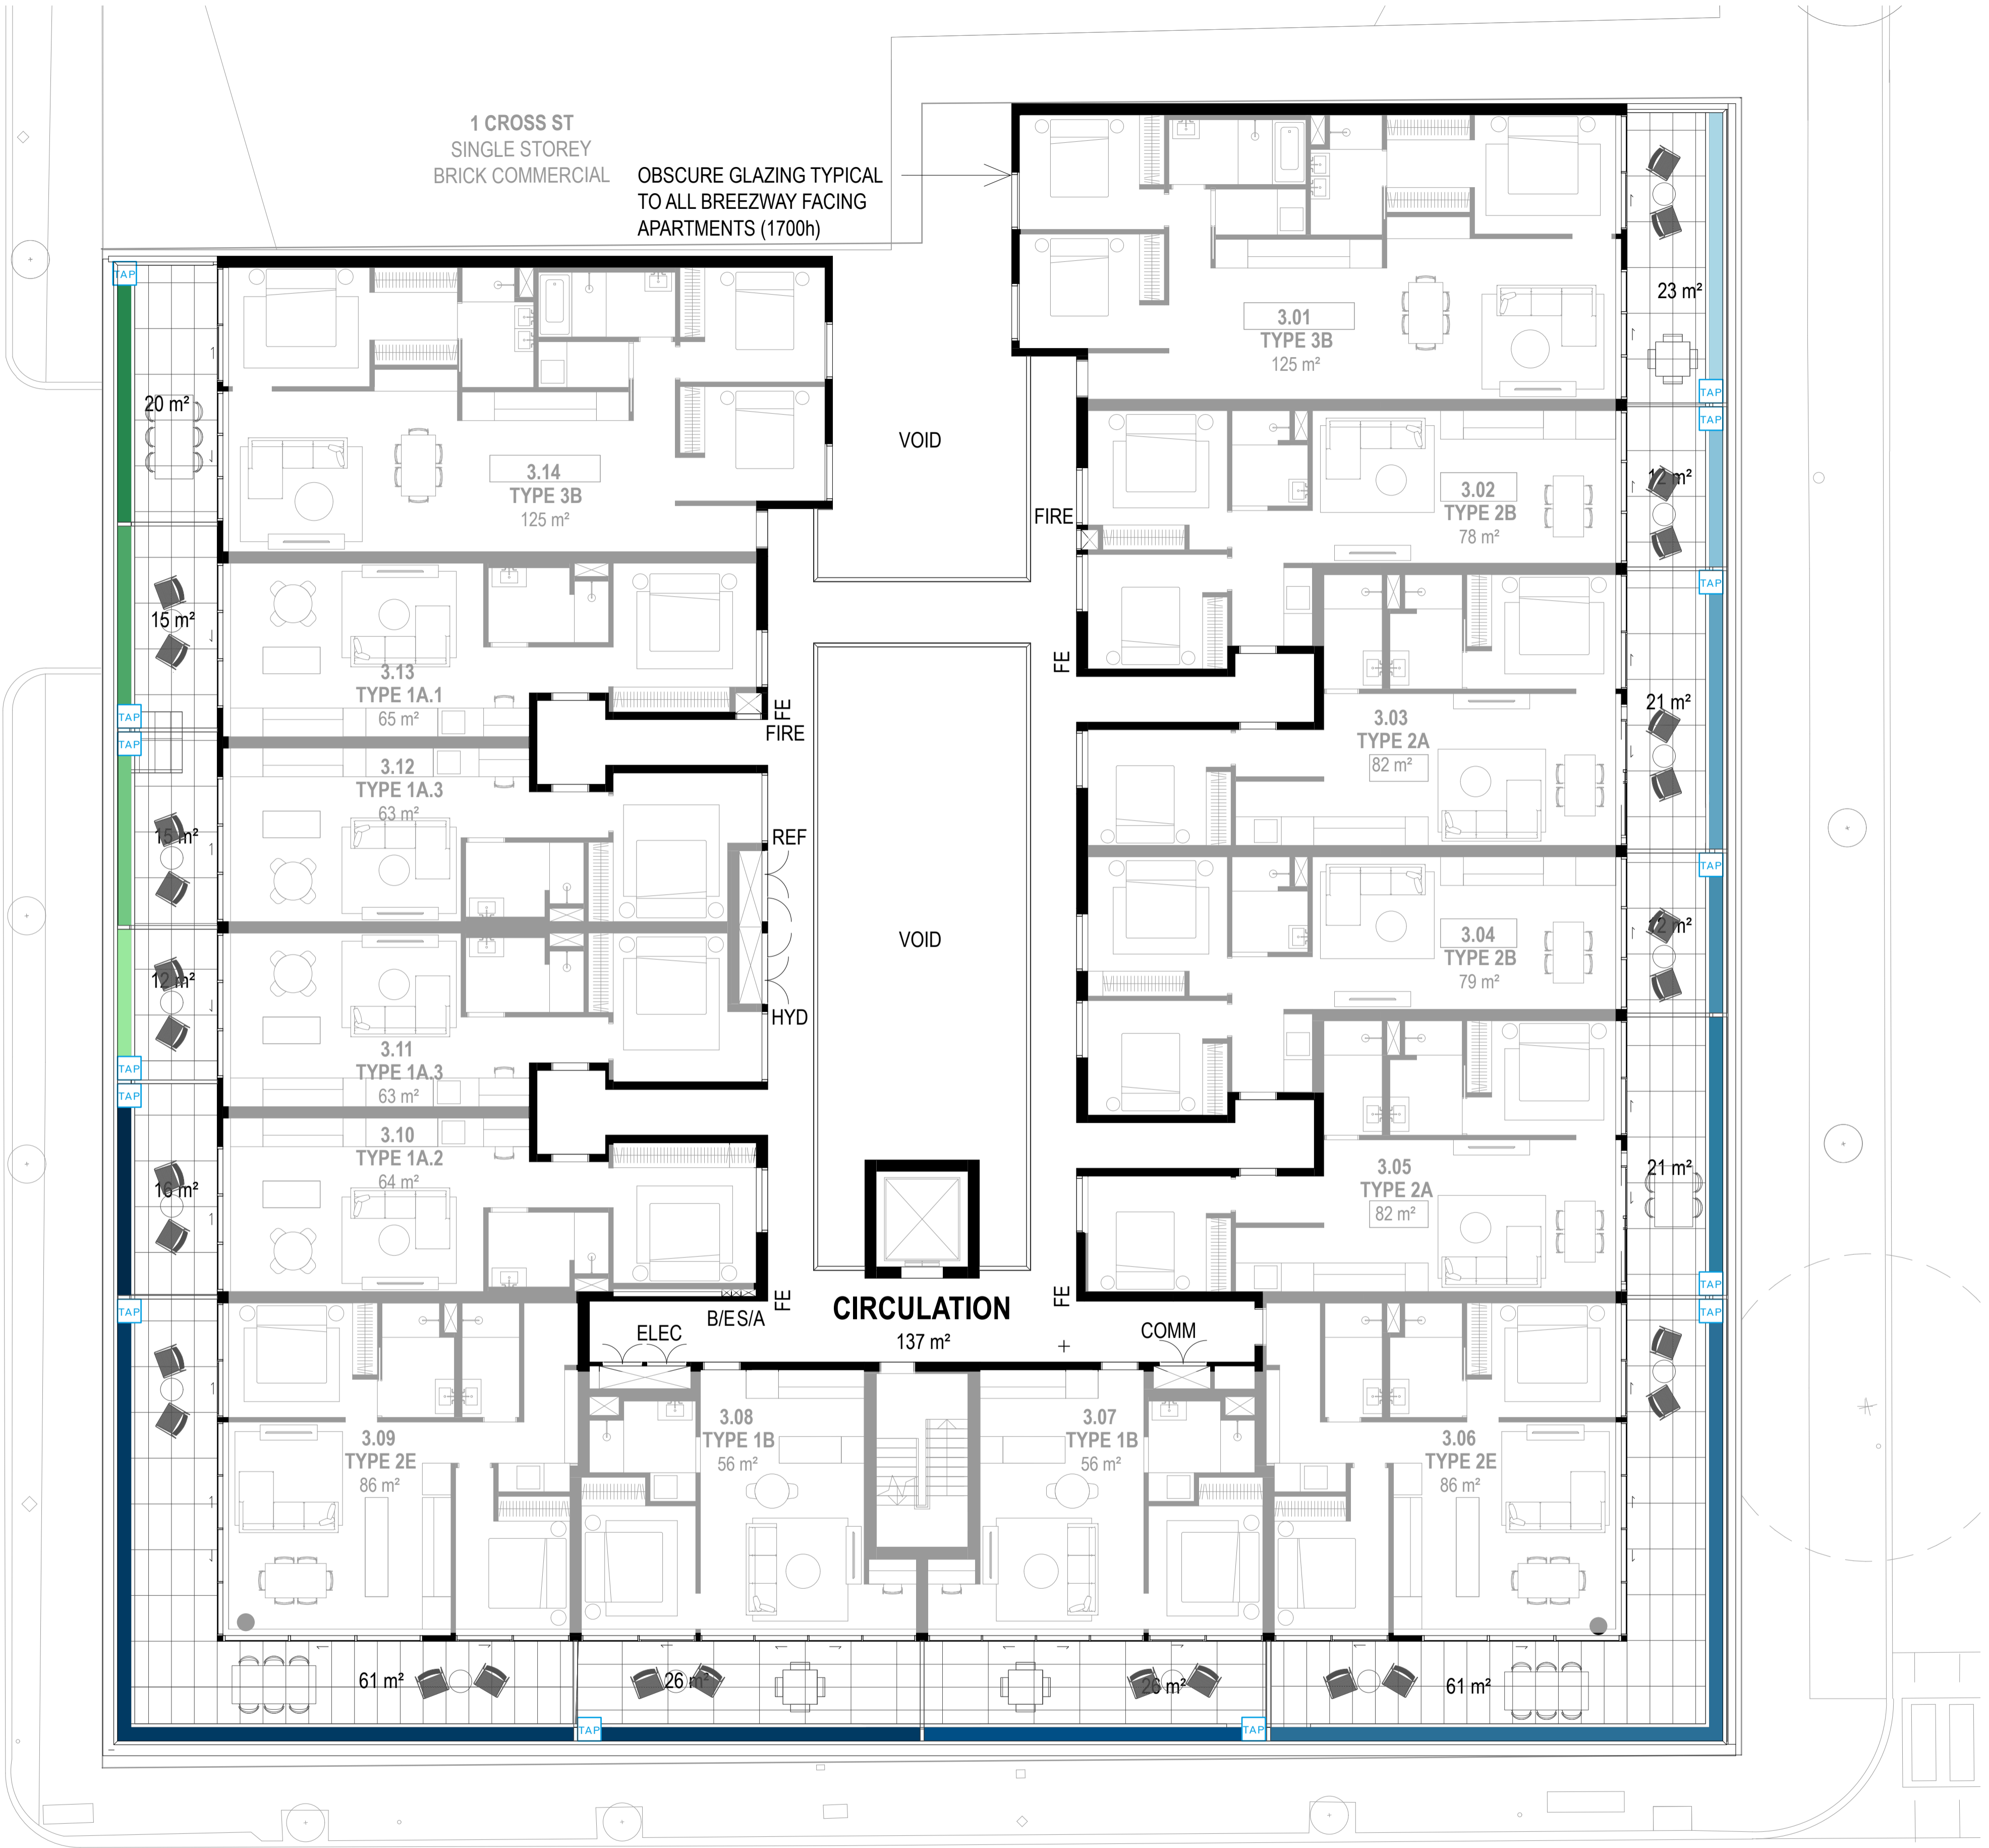 1 CROSS ST
SINGLE STOREY
BRICK COMMERCIAL
OBSCURE GLAZING TYPICAL
TO ALL BREEZWAY FACING
APARTMENTS (1700h)
TAP
20 m²
3.14
TYPE 3B
125 m²
VOID
3.01
TYPE 3B
125 m²
23 m²
TAP
TAP
FIRE
3.02
TYPE 2B
78 m²
12 m²
TAP
15 m²
3.13
TYPE 1A.1
65 m²
FE
FIRE
FE
3.03
TYPE 2A
82 m²
21 m²
TAP
TAP
TAP
3.12
TYPE 1A.3
63 m²
15 m²
REF
VOID
HYD
3.04
TYPE 2B
79 m²
12 m²
12 m²
3.11
TYPE 1A.3
63 m²
TAP
TAP
3.10
TYPE 1A.2
64 m²
16 m²
3.05
TYPE 2A
82 m²
21 m²
TAP
TAP
TAP
FE
FE
B/E
S/A
CIRCULATION
137 m²
ELEC
COMM
3.09
TYPE 2E
86 m²
3.08
TYPE 1B
56 m²
3.07
TYPE 1B
56 m²
3.06
TYPE 2E
86 m²
61 m²
26 m²
26 m²
61 m²
TAP
TAP